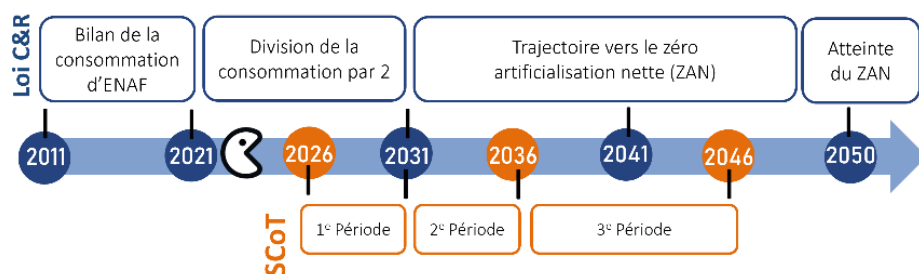 Loi C&R
Bilan de la
consommation
d'ENAF
Division de la
consommation par 2
Trajectoire vers le zéro
artificialisation nette (ZAN)
Atteinte
du ZAN
2011
2021
2026
2031
2036
2041
2046
2050
SCoT
1e Période
2e Période
3e Période